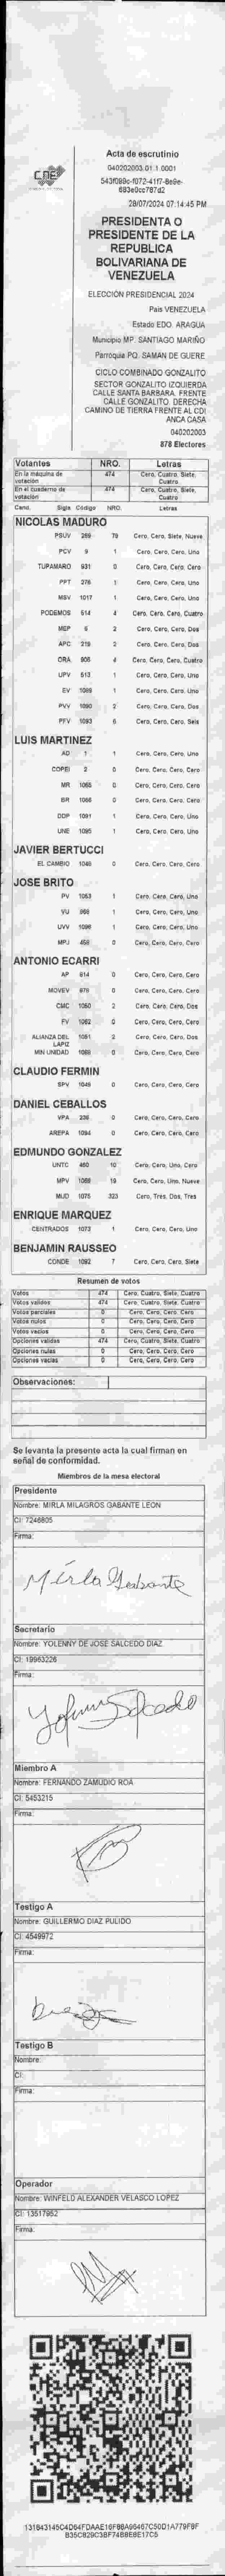 CNE
Acta de escrutinio
040202003.01.1.0001
28/07/2024 07:14:45 PM
PRESIDENTA O
PRESIDENTE DE LA
REPUBLICA
BOLIVARIANA DE
VENEZUELA
ELECCIÓN PRESIDENCIAL 2024
País VENEZUELA
Estado EDO. ARAGUA
Municipio MP. SANTIAGO MARIÑO
Parroquia PQ. SAMAN DE GUERE
CICLO COMBINADO GONZALITO
SECTOR GONZALITO IZQUIERDA
CALLE SANTA BARBARA. FRENTE
CALLE GONZALITO. DERECHA
CAMINO DE TIERRA FRENTE AL CDI
ANCA CASA
040202003
878 Electores
Votantes NRO. Letras
En la máquina de votación 474 Cero, Cuatro, Siete, Cuatro
En el cuaderno de votación 474 Cero, Cuatro, Siete, Cuatro
Cand. Sigla Código NRO. Letras
NICOLAS MADURO
PSUV 269 79 Cero, Cero, Siete, Nueve
PCV 9 1 Cero, Cero, Cero, Uno
TUPAMARO 931 0 Cero, Cero, Cero, Cero
PPT 276 1 Cero, Cero, Cero, Uno
MSV 1017 1 Cero, Cero, Cero, Uno
PODEMOS 514 4 Cero, Cero, Cero, Cuatro
MEP 6 2 Cero, Cero, Cero, Dos
APC 219 2 Cero, Cero, Cero, Dos
ORA 906 4 Cero, Cero, Cero, Cuatro
UPV 513 1 Cero, Cero, Cero, Uno
EV 1089 1 Cero, Cero, Cero, Uno
PVV 1090 2 Cero, Cero, Cero, Dos
PFV 1093 6 Cero, Cero, Cero, Seis
LUIS MARTINEZ
AD 1 1 Cero, Cero, Cero, Uno
COPEI 2 0 Cero, Cero, Cero, Cero
MR 1065 0 Cero, Cero, Cero, Cero
BR 1066 0 Cero, Cero, Cero, Cero
DDP 1091 1 Cero, Cero, Cero, Uno
UNE 1095 1 Cero, Cero, Cero, Uno
JAVIER BERTUCCI
EL CAMBIO 1048 0 Cero, Cero, Cero, Cero
JOSE BRITO
PV 1053 1 Cero, Cero, Cero, Uno
VU 968 1 Cero, Cero, Cero, Uno
UVV 1096 1 Cero, Cero, Cero, Uno
MPJ 458 0 Cero, Cero, Cero, Cero
ANTONIO ECARRI
AP 614 0 Cero, Cero, Cero, Cero
MOVEV 979 0 Cero, Cero, Cero, Cero
CMC 1050 2 Cero, Cero, Cero, Dos
FV 1062 0 Cero, Cero, Cero, Cero
ALIANZA DEL LAPIZ 1051 2 Cero, Cero, Cero, Dos
MIN UNIDAD 1088 0 Cero, Cero, Cero, Cero
CLAUDIO FERMIN
SPV 1049 0 Cero, Cero, Cero, Cero
DANIEL CEBALLOS
VPA 0 Cero, Cero, Cero, Cero
AREPA 1094 0 Cero, Cero, Cero, Cero
EDMUNDO GONZALEZ
UNTC 460 10 Cero, Cero, Uno, Cero
MPV 1088 19 Cero, Cero, Uno, Nueve
MUD 1075 323 Cero, Tres, Dos, Tres
ENRIQUE MARQUEZ
CENTRADOS 1073 1 Cero, Cero, Cero, Uno
BENJAMIN RAUSSEO
CONDE 1092 7 Cero, Cero, Cero, Siete
Resumen de votos
Votos 474 Cero, Cuatro, Siete, Cuatro
Votos válidos 474 Cero, Cuatro, Siete, Cuatro
Votos parciales 0 Cero, Cero, Cero, Cero
Votos nulos 0 Cero, Cero, Cero, Cero
Votos vacíos 0 Cero, Cero, Cero, Cero
Opciones válidas 474 Cero, Cuatro, Siete, Cuatro
Opciones nulas 0 Cero, Cero, Cero, Cero
Opciones vacías 0 Cero, Cero, Cero, Cero
Observaciones:
Se levanta la presente acta la cual firman en
señal de conformidad.
Miembros de la mesa electoral
Presidente
Nombre: MIRLA MILAGROS GABANTE LEON
CI: 7246805
Firma:
Mirla Gabante
Secretario
Nombre: YOLENNY DE JOSE SALCEDO DIAZ
CI: 19963226
Firma:
Miembro A
Nombre: FERNANDO ZAMUDIO ROA
CI: 5453215
Firma:
Testigo A
Nombre: GUILLERMO DIAZ PULIDO
CI: 4549972
Firma:
Testigo B
Nombre:
CI:
Firma:
Operador
Nombre: WINFELD ALEXANDER VELASCO LOPEZ
CI: 13517952
Firma: